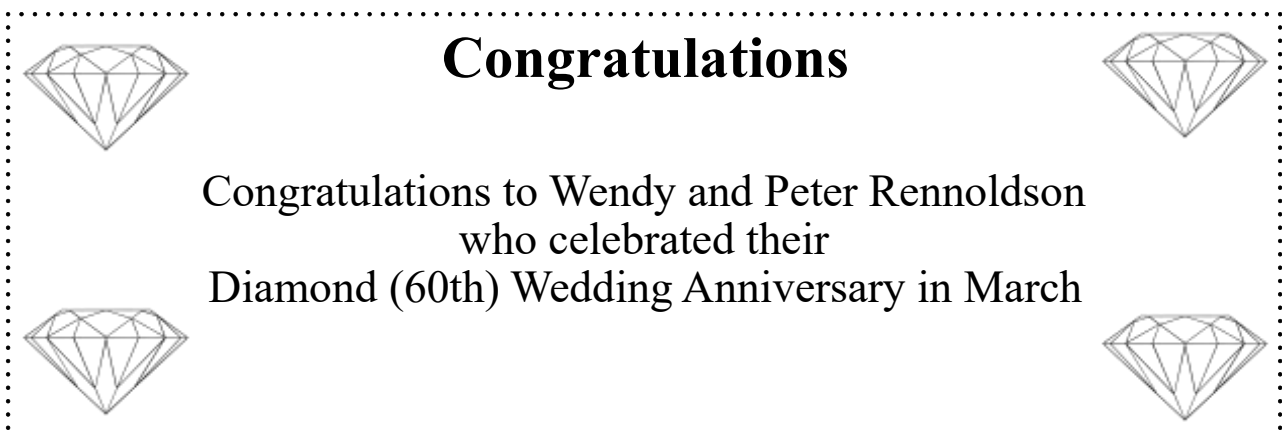 Congratulations
Congratulations to Wendy and Peter Rennoldson
who celebrated their
Diamond (60th) Wedding Anniversary in March